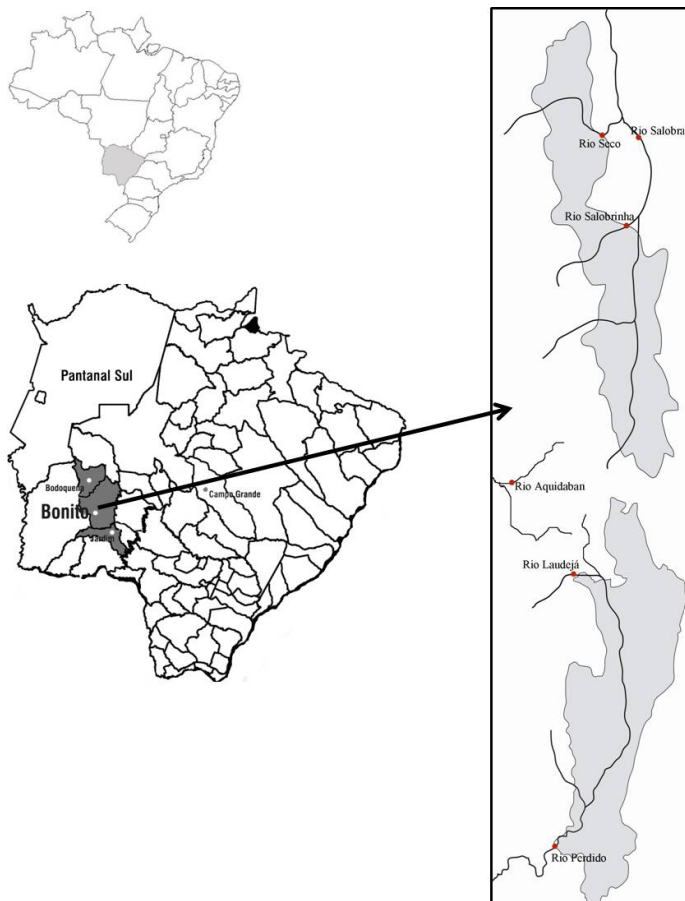 Pantanal Sul
Bodoquena
Bonito
Jardim
Campo Grande
Rio Seco
Rio Salobra
Rio Salobrinha
Rio Aquidaban
Rio Laudejá
Rio Perdido